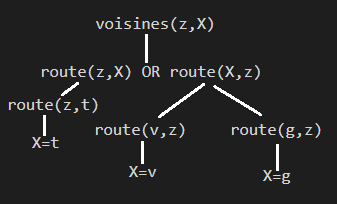 voisines(z,X)
route(z,X) OR route(X,z)
route(z,t)
route(v,z) route(g,z)
X=t
X=v
X=g